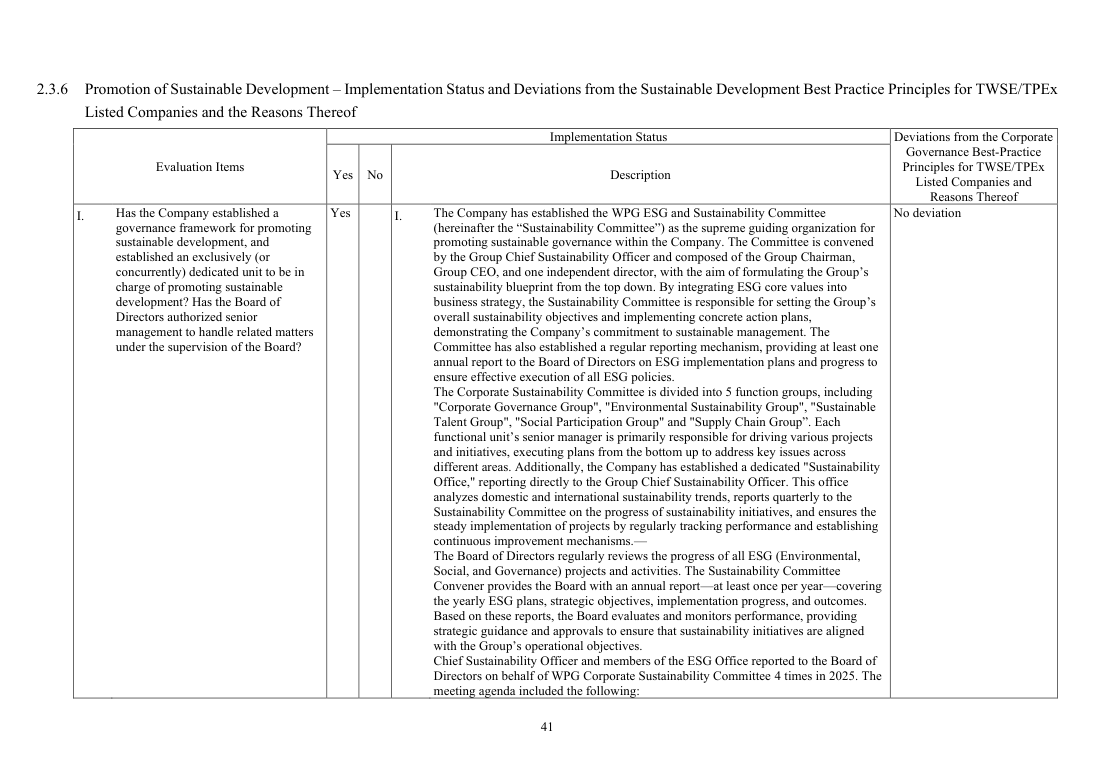 2.3.6 Promotion of Sustainable Development – Implementation Status and Deviations from the Sustainable Development Best Practice Principles for TWSE/TPEx
Listed Companies and the Reasons Thereof
Evaluation Items
Implementation Status
Yes
No
Description
Deviations from the Corporate
Governance Best-Practice
Principles for TWSE/TPEx
Listed Companies and
Reasons Thereof
I.
Has the Company established a
governance framework for promoting
sustainable development, and
established an exclusively (or
concurrently) dedicated unit to be in
charge of promoting sustainable
development? Has the Board of
Directors authorized senior
management to handle related matters
under the supervision of the Board?
Yes
I.
The Company has established the WPG ESG and Sustainability Committee
(hereinafter the “Sustainability Committee”) as the supreme guiding organization for
promoting sustainable governance within the Company. The Committee is convened
by the Group Chief Sustainability Officer and composed of the Group Chairman,
Group CEO, and one independent director, with the aim of formulating the Group’s
sustainability blueprint from the top down. By integrating ESG core values into
business strategy, the Sustainability Committee is responsible for setting the Group’s
overall sustainability objectives and implementing concrete action plans,
demonstrating the Company’s commitment to sustainable management. The
Committee has also established a regular reporting mechanism, providing at least one
annual report to the Board of Directors on ESG implementation plans and progress to
ensure effective execution of all ESG policies.
The Corporate Sustainability Committee is divided into 5 function groups, including
"Corporate Governance Group", "Environmental Sustainability Group", "Sustainable
Talent Group", "Social Participation Group" and "Supply Chain Group”. Each
functional unit’s senior manager is primarily responsible for driving various projects
and initiatives, executing plans from the bottom up to address key issues across
different areas. Additionally, the Company has established a dedicated "Sustainability
Office," reporting directly to the Group Chief Sustainability Officer. This office
analyzes domestic and international sustainability trends, reports quarterly to the
Sustainability Committee on the progress of sustainability initiatives, and ensures the
steady implementation of projects by regularly tracking performance and establishing
continuous improvement mechanisms.—
The Board of Directors regularly reviews the progress of all ESG (Environmental,
Social, and Governance) projects and activities. The Sustainability Committee
Convener provides the Board with an annual report—at least once per year—covering
the yearly ESG plans, strategic objectives, implementation progress, and outcomes.
Based on these reports, the Board evaluates and monitors performance, providing
strategic guidance and approvals to ensure that sustainability initiatives are aligned
with the Group’s operational objectives.
Chief Sustainability Officer and members of the ESG Office reported to the Board of
Directors on behalf of WPG Corporate Sustainability Committee 4 times in 2025. The
meeting agenda included the following:
No deviation
41